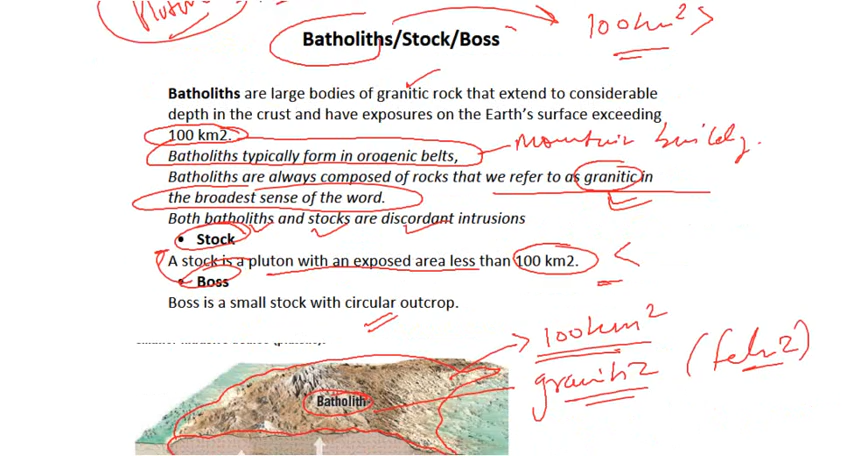 Pluton
100km2 >
Batholiths/Stock/Boss
Batholiths are large bodies of granitic rock that extend to considerable
depth in the crust and have exposures on the Earth's surface exceeding
100 km2.
Batholiths typically form in orogenic belts,
mountain building.
Batholiths are always composed of rocks that we refer to as granitic in
the broadest sense of the word.
Both batholiths and stocks are discordant intrusions
• Stock
A stock is a pluton with an exposed area less than 100 km2. <
• Boss
Boss is a small stock with circular outcrop.
> 100km2
granitic
Batholith